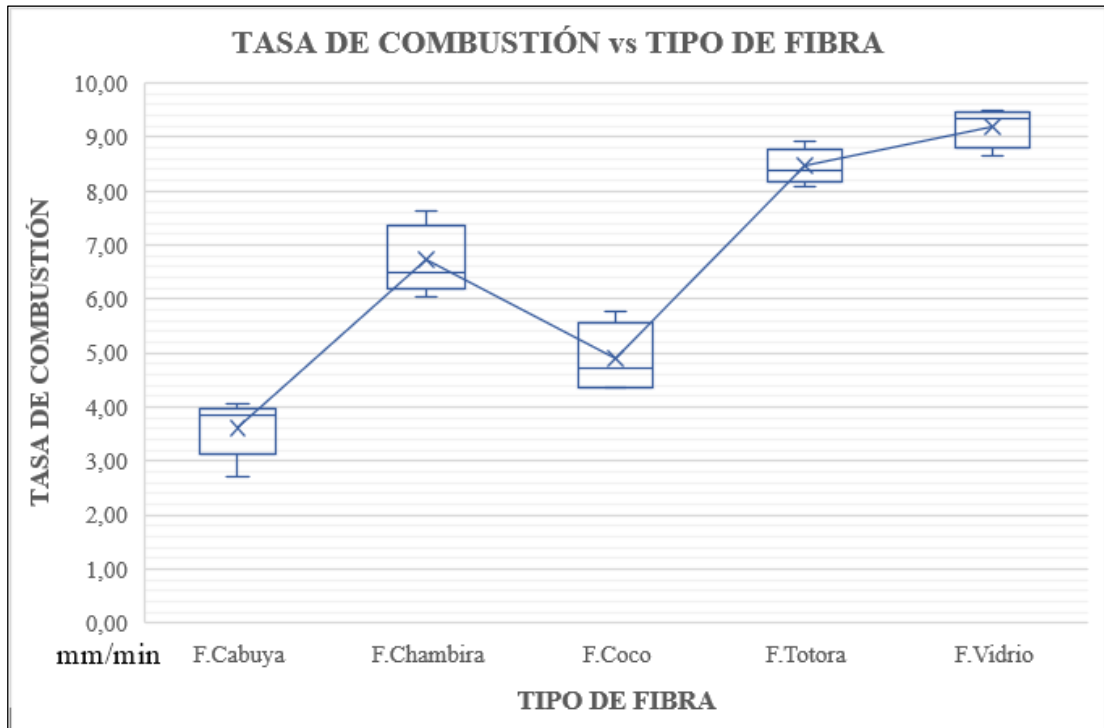 TASA DE COMBUSTIÓN vs TIPO DE FIBRA
10,00
9,00
8,00
7,00
6,00
5,00
4,00
3,00
2,00
1,00
0,00
TASA DE COMBUSTIÓN
mm/min
F.Cabuya F.Chambira F.Coco F.Totora F.Vidrio
TIPO DE FIBRA